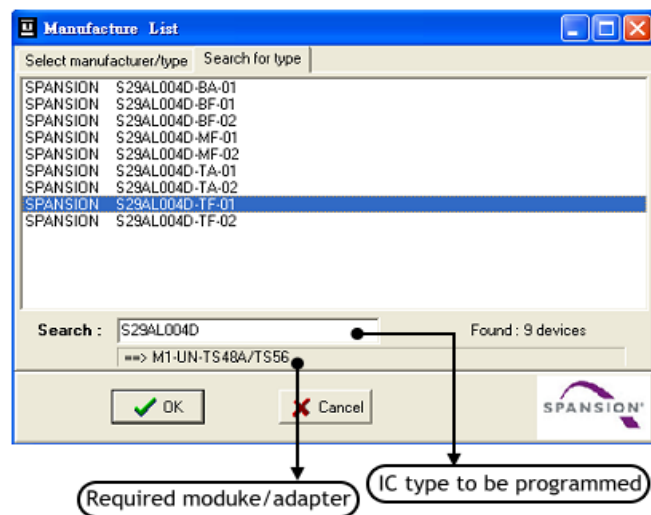 Manufacture List
Select manufacturer/type Search for type
SPANSION S29AL004D-BA-01
SPANSION S29AL004D-BF-01
SPANSION S29AL004D-BF-02
SPANSION S29AL004D-MF-01
SPANSION S29AL004D-MF-02
SPANSION S29AL004D-TA-01
SPANSION S29AL004D-TA-02
SPANSION S29AL004D-TF-01
SPANSION S29AL004D-TF-02
Search : S29AL004D Found : 9 devices
==> M1-UN-TS48A/TS56
OK Cancel SPANSION
IC type to be programmed
Required moduke/adapter